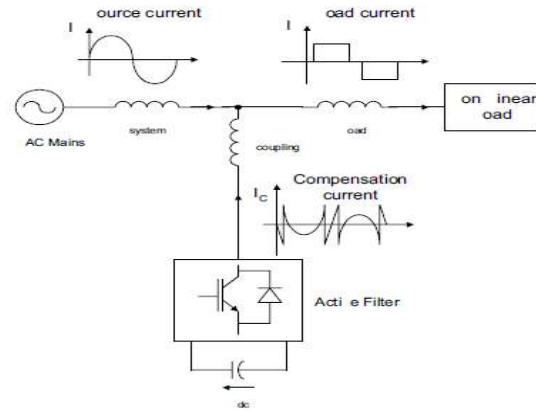 ource current
oad current
I
I
AC Mains
system
oad
on inear
oad
coupling
I C
Compensation
current
Acti e Filter
dc